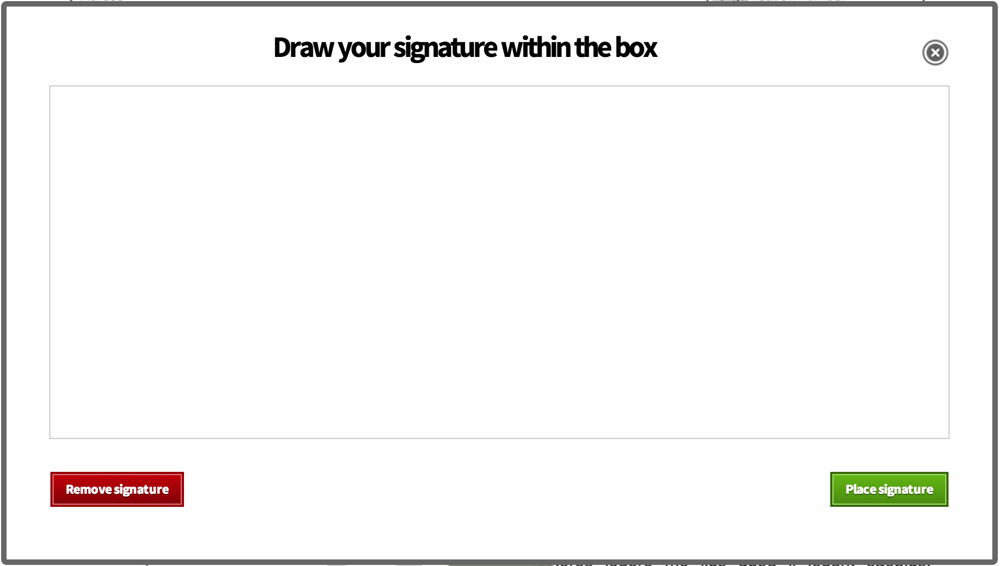 Draw your signature within the box
Remove signature
Place signature